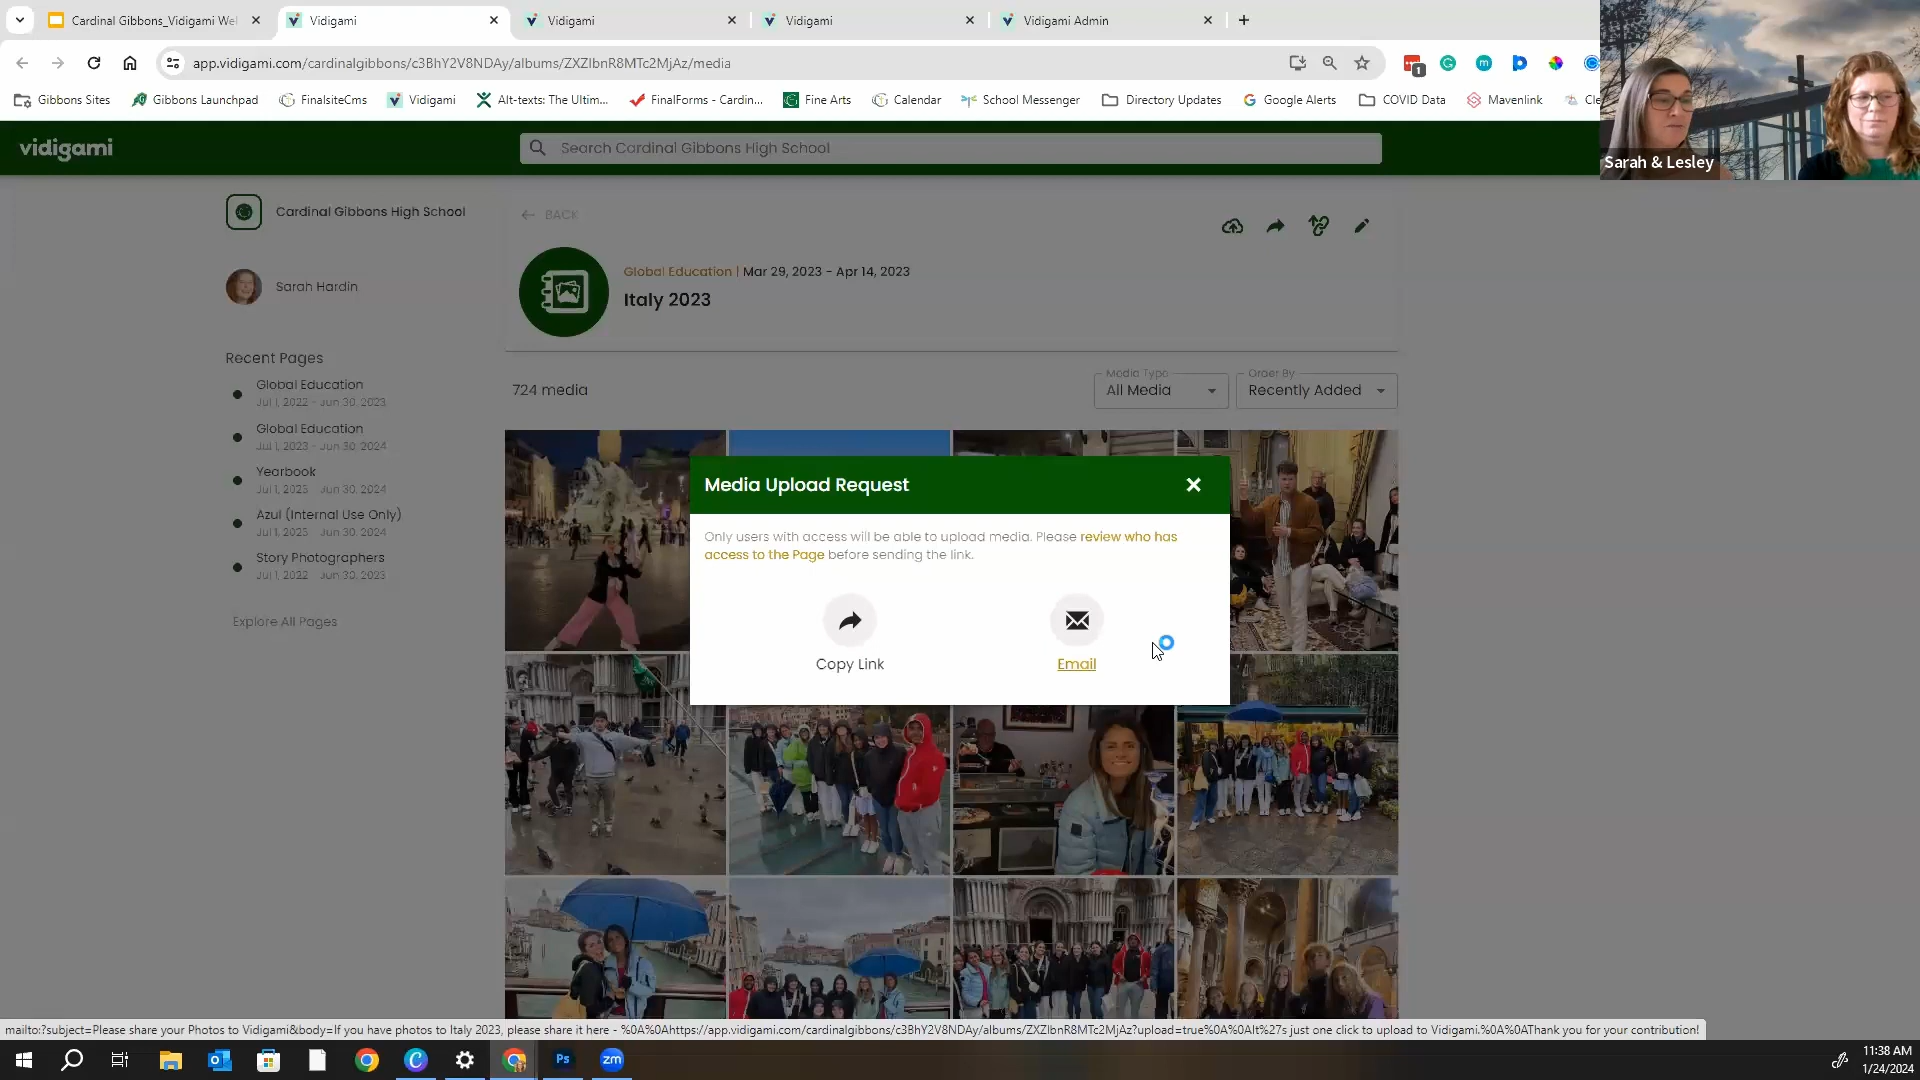 Cardinal Gibbons_Vidigami We
Vidigami
Vidigami
Vidigami
Vidigami Admin
app.vidigami.com/cardinalgibbons/c3BhY2V8NDAy/albums/ZXZlbnR8MTc2MjAz/media
1
Gibbons Sites
Gibbons Launchpad
FinalsiteCms
Vidigami
Alt-texts: The Ultim...
FinalForms - Cardin...
Fine Arts
Calendar
School Messenger
Directory Updates
Google Alerts
COVID Data
Mavenlink
Cle
Sarah & Lesley
vidigami
Search Cardinal Gibbons High School
Cardinal Gibbons High School
Sarah Hardin
Recent Pages
Global Education
Jul 1, 2022 - Jun 30, 2023
Global Education
Jul 1, 2023 - Jun 30, 2024
Yearbook
Jul 1, 2023 - Jun 30, 2024
Azul (Internal Use Only)
Jul 1, 2023 - Jun 30, 2024
Story Photographers
Jul 1, 2022 - Jun 30, 2023
Explore All Pages
BACK
Global Education | Mar 29, 2023 - Apr 14, 2023
Italy 2023
724 media
Media Type
All Media
Order By
Recently Added
Media Upload Request
Only users with access will be able to upload media. Please review who has
access to the Page before sending the link.
Copy Link
Email
mailto:?subject=Please share your Photos to Vidigami&body=If you have photos to Italy 2023, please share it here - %0A%0Ahttps://app.vidigami.com/cardinalgibbons/c3BhY2V8NDAy/albums/ZXZlbnR8MTc2MjAz?upload=true%0A%0AIt%27s just one click to upload to Vidigami.%0A%0AThank you for your contribution!
Ps
zm
11:38 AM
1/24/2024